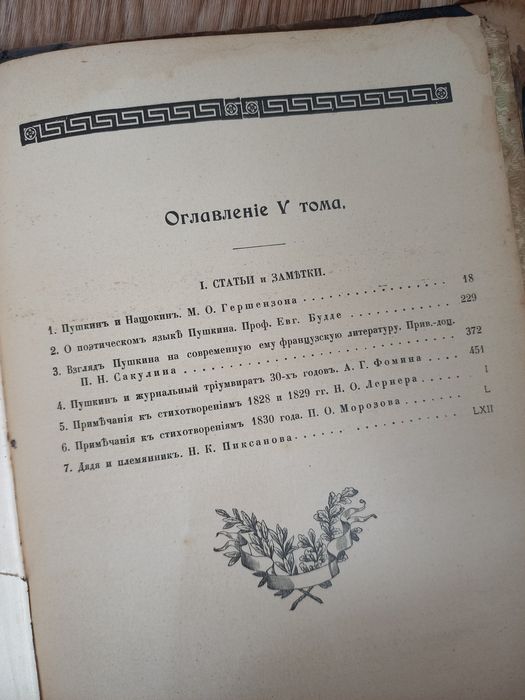 Оглавленіе V тома.
I. СТАТЬИ и ЗАМѢТКИ.
1. Пушкинъ и Нащокинъ. М. О. Гершензона . . . . . . . . . . 18
2. О поэтическомъ языкѣ Пушкина. Проф. Евг. Будде . . . . . . . 229
3. Взглядъ Пушкина на современную ему французскую литературу. Прив.-доц.
П. Н. Сакулина . . . . . . . . . . . . . . . . . . . . 372
4. Пушкинъ и журнальный тріумвиратъ 30-хъ годовъ. А. Г. Фомина . . . 451
5. Примѣчанія къ стихотвореніямъ 1828 и 1829 гг. Н. О. Лернера . . . I
6. Примѣчанія къ стихотвореніямъ 1830 года. П. О. Морозова . . . . . L
7. Дядя и племянникъ. Н. К. Пиксанова . . . . . . . . . . . . LXII